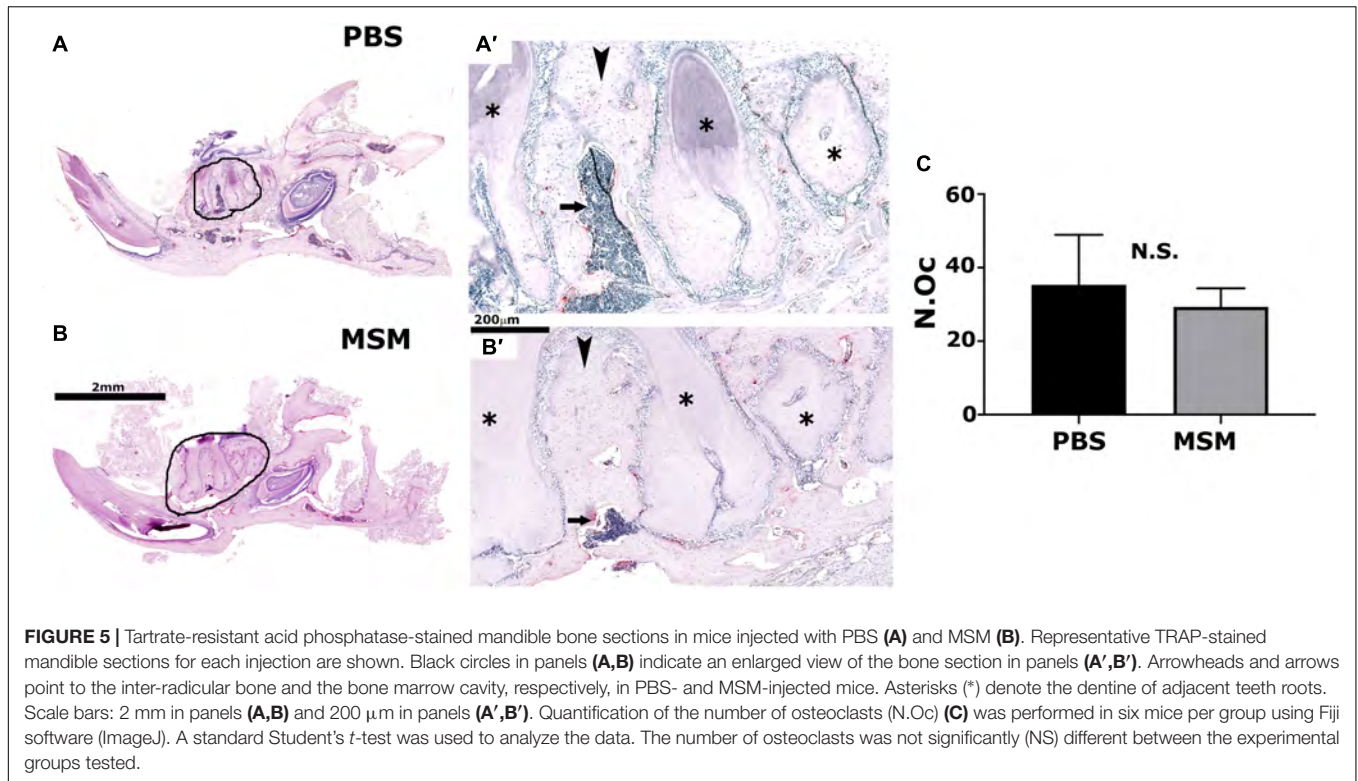 A
PBS
A′
*
*
*
200μm
B
MSM
2mm
B′
*
*
*
C
60
40
20
0
N.Oc
N.S.
PBS
MSM
FIGURE 5 | Tartrate-resistant acid phosphatase-stained mandible bone sections in mice injected with PBS (A) and MSM (B). Representative TRAP-stained
mandible sections for each injection are shown. Black circles in panels (A,B) indicate an enlarged view of the bone section in panels (A′,B′). Arrowheads and arrows
point to the inter-radicular bone and the bone marrow cavity, respectively, in PBS- and MSM-injected mice. Asterisks (*) denote the dentine of adjacent teeth roots.
Scale bars: 2 mm in panels (A,B) and 200 μm in panels (A′,B′). Quantification of the number of osteoclasts (N.Oc) (C) was performed in six mice per group using Fiji
software (ImageJ). A standard Student's t-test was used to analyze the data. The number of osteoclasts was not significantly (NS) different between the experimental
groups tested.